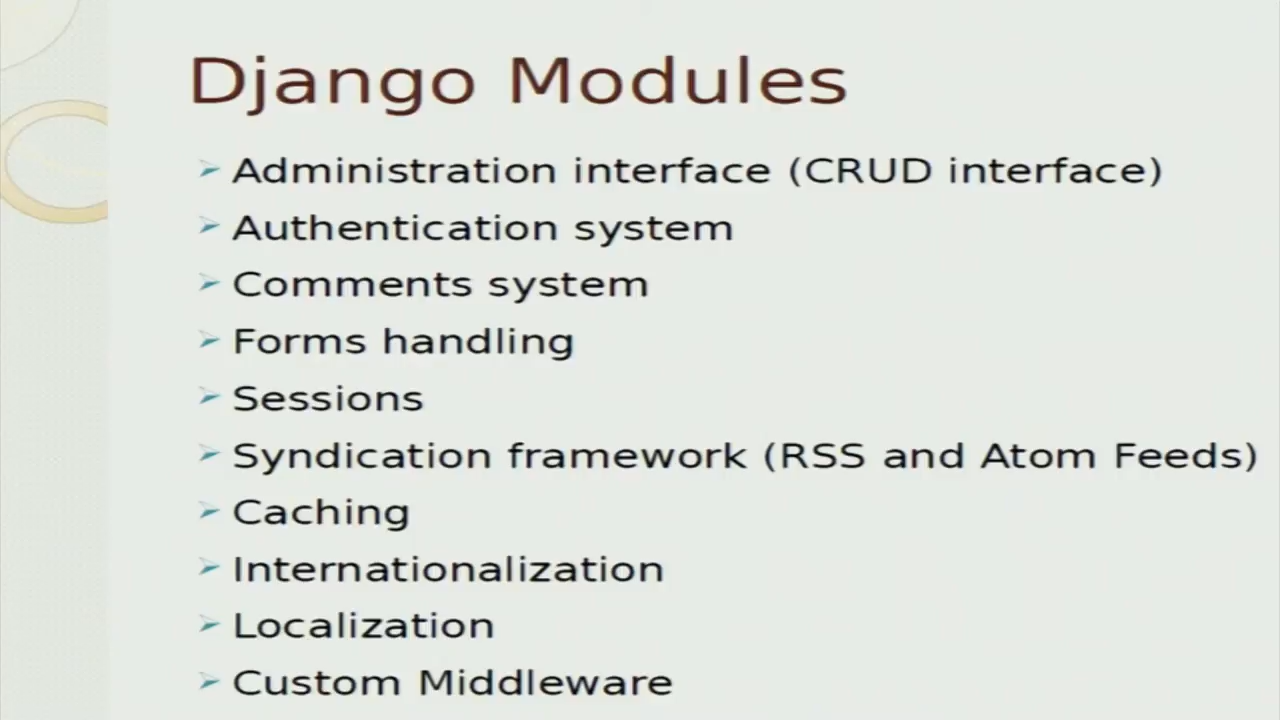 Django Modules
Administration interface (CRUD interface)
Authentication system
Comments system
Forms handling
Sessions
Syndication framework (RSS and Atom Feeds)
Caching
Internationalization
Localization
Custom Middleware